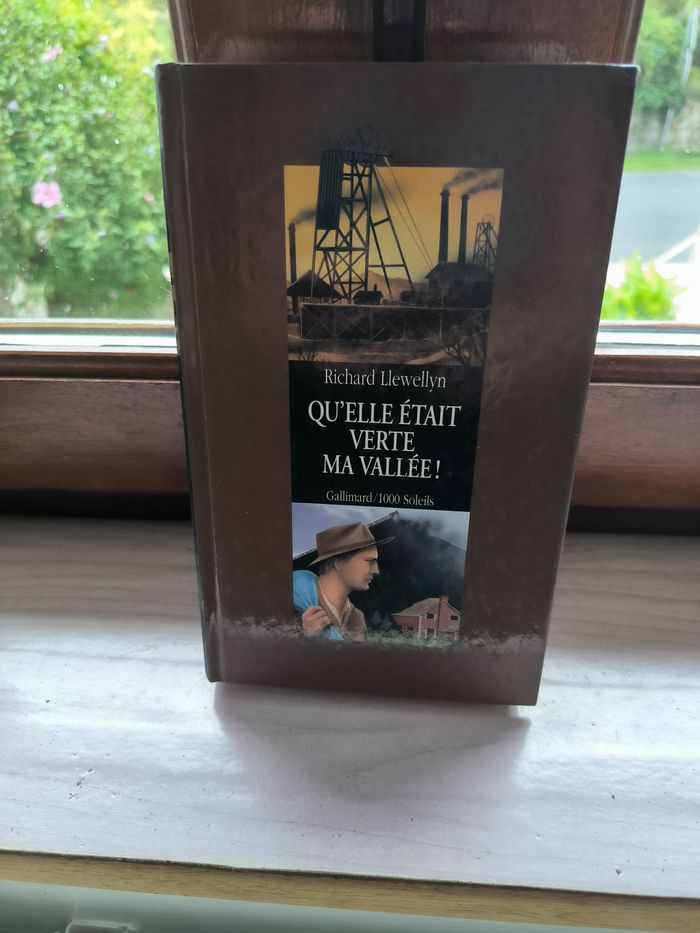 Richard Llewellyn
QU'ELLE ÉTAIT
VERTE
MA VALLÉE !
Gallimard/1000 Soleils